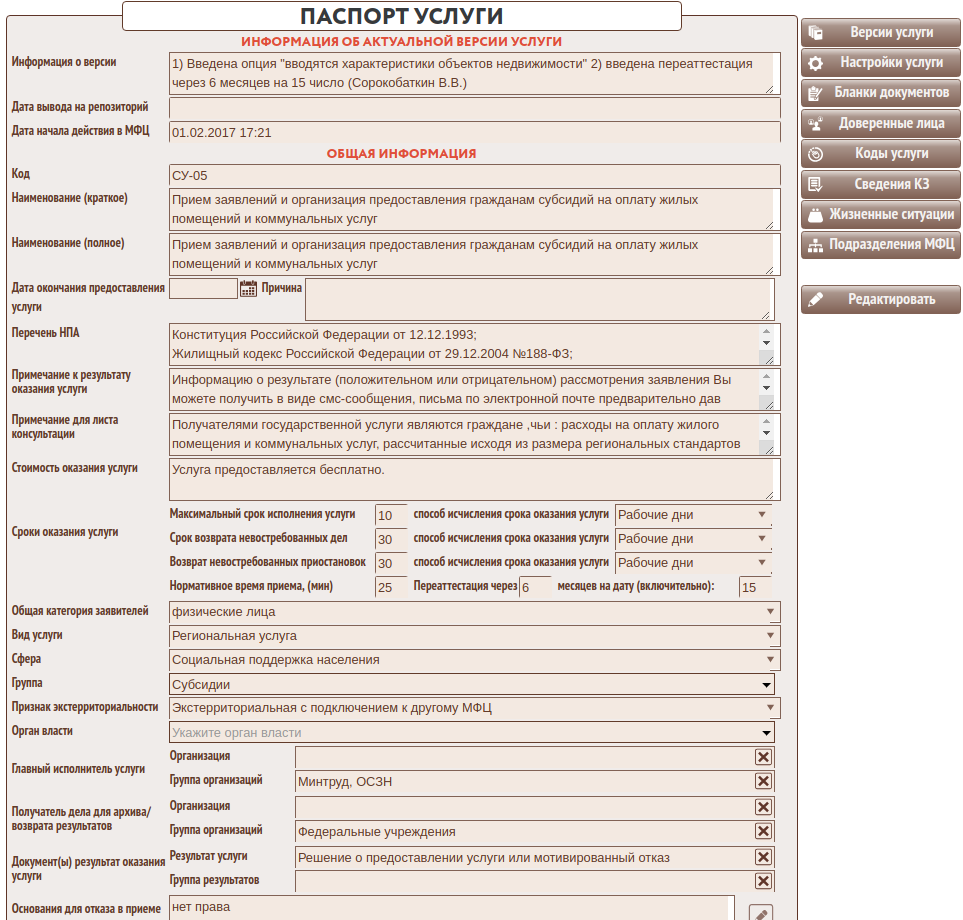 ПАСПОРТ УСЛУГИ
ИНФОРМАЦИЯ ОБ АКТУАЛЬНОЙ ВЕРСИИ УСЛУГИ
Информация о версии
1) Введена опция "вводятся характеристики объектов недвижимости" 2) введена переаттестация
через 6 месяцев на 15 число (Сорокобаткин В.В.)
Дата вывода на репозиторий
Дата начала действия в МФЦ
01.02.2017 17:21
ОБЩАЯ ИНФОРМАЦИЯ
Код
СУ-05
Наименование (краткое)
Прием заявлений и организация предоставления гражданам субсидий на оплату жилых
помещений и коммунальных услуг
Наименование (полное)
Прием заявлений и организация предоставления гражданам субсидий на оплату жилых
помещений и коммунальных услуг
Дата окончания предоставления
услуги
Причина
Перечень НПА
Конституция Российской Федерации от 12.12.1993;
Жилищный кодекс Российской Федерации от 29.12.2004 №188-ФЗ;
Примечание к результату
оказания услуги
Информацию о результате (положительном или отрицательном) рассмотрения заявления Вы
можете получить в виде смс-сообщения, письма по электронной почте предварительно дав
Примечание для листа
консультации
Получателями государственной услуги являются граждане ,чьи : расходы на оплату жилого
помещения и коммунальных услуг, рассчитанные исходя из размера региональных стандартов
Стоимость оказания услуги
Услуга предоставляется бесплатно.
Сроки оказания услуги
Максимальный срок исполнения услуги 10 способ исчисления срока оказания услуги Рабочие дни
Срок возврата невостребованных дел 30 способ исчисления срока оказания услуги Рабочие дни
Возврат невостребованных приостановок 30 способ исчисления срока оказания услуги Рабочие дни
Нормативное время приема, (мин) 25 Переаттестация через 6 месяцев на дату (включительно): 15
Общая категория заявителей
физические лица
Вид услуги
Региональная услуга
Сфера
Социальная поддержка населения
Группа
Субсидии
Признак экстерриториальности
Экстерриториальная с подключением к другому МФЦ
Орган власти
Укажите орган власти
Главный исполнитель услуги
Организация
Группа организаций
Минтруд, ОСЗН
Получатель дела для архива/
возврата результатов
Организация
Группа организаций
Федеральные учреждения
Документ(ы) результат оказания
услуги
Результат услуги
Решение о предоставлении услуги или мотивированный отказ
Группа результатов
Основания для отказа в приеме
нет права
Версии услуги
Настройки услуги
Бланки документов
Доверенные лица
Коды услуги
Сведения КЗ
Жизненные ситуации
Подразделения МФЦ
Редактировать